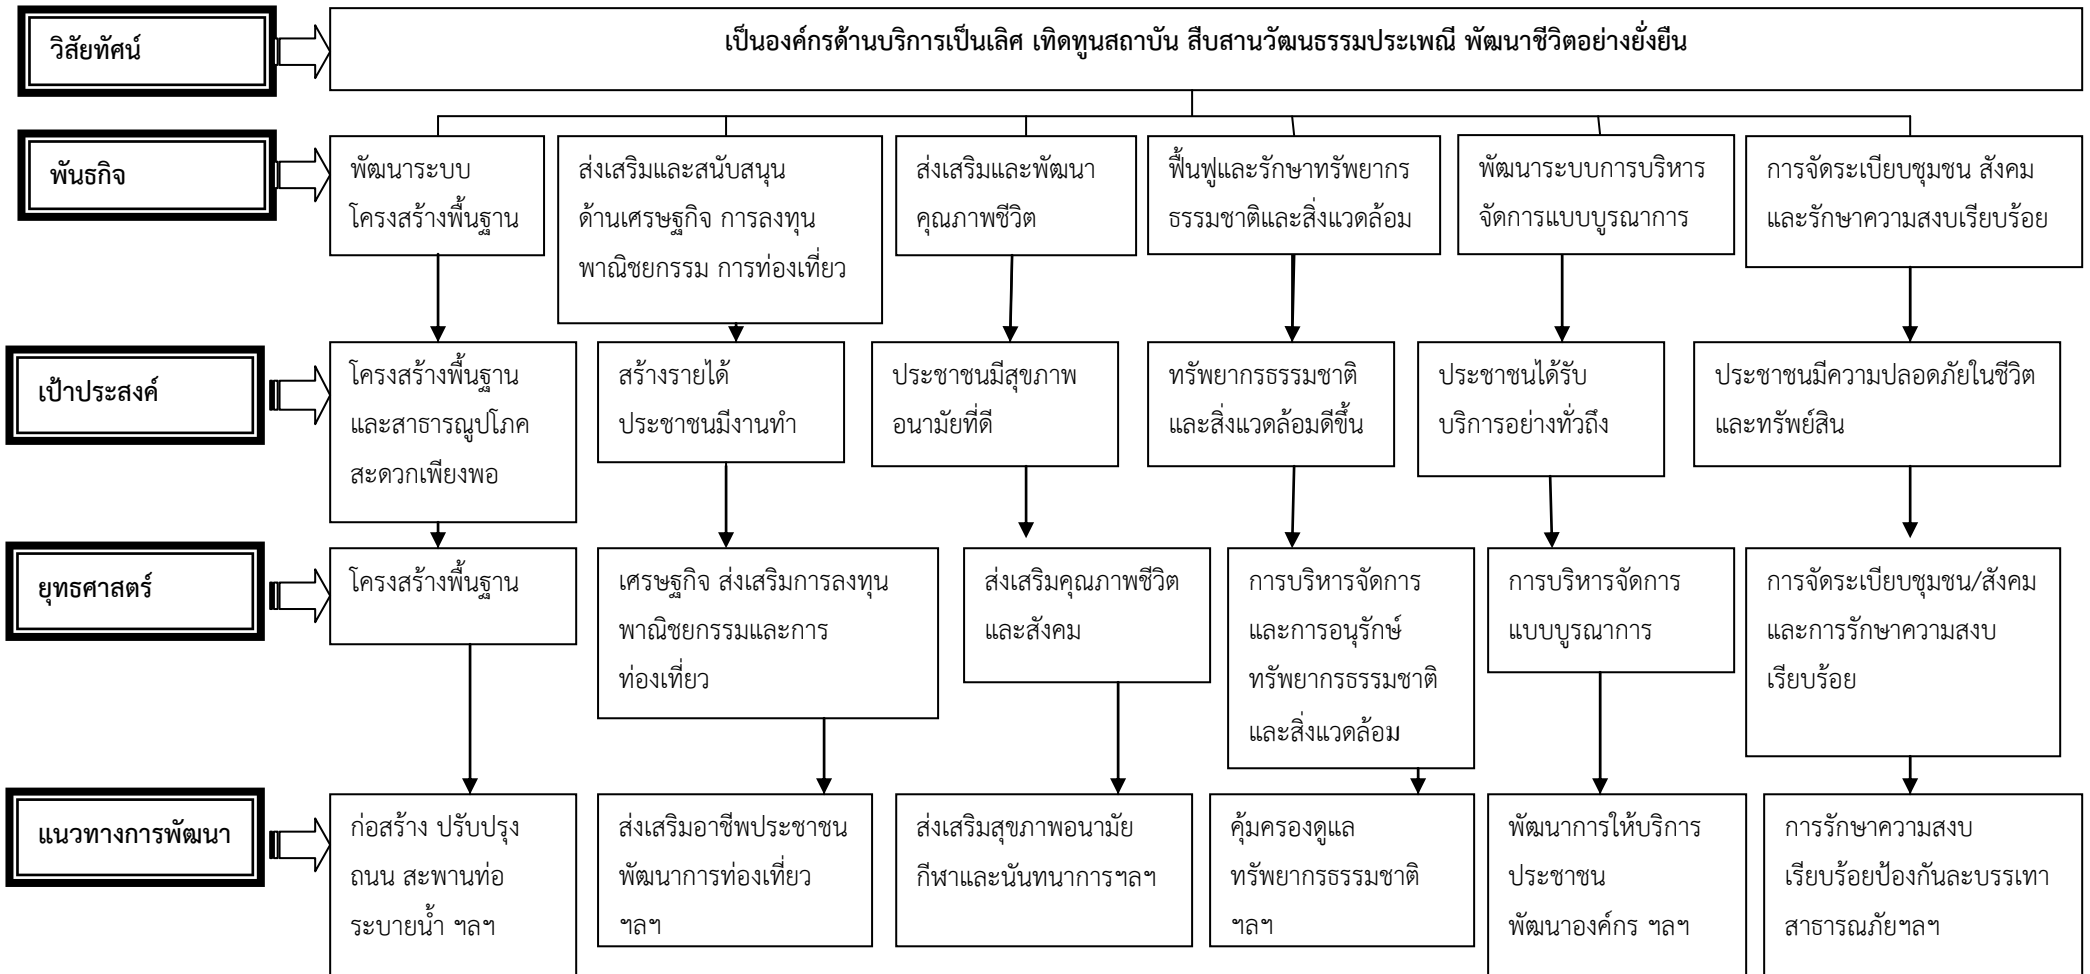 วิสัยทัศน์
เป็นองค์กรด้านบริการเป็นเลิศ เทิดทูนสถาบัน สืบสานวัฒนธรรมประเพณี พัฒนาชีวิตอย่างยั่งยืน
พันธกิจ
พัฒนาระบบ
โครงสร้างพื้นฐาน
ส่งเสริมและสนับสนุน
ด้านเศรษฐกิจ การลงทุน
พาณิชยกรรม การท่องเที่ยว
ส่งเสริมและพัฒนา
คุณภาพชีวิต
ฟื้นฟูและรักษาทรัพยากร
ธรรมชาติและสิ่งแวดล้อม
พัฒนาระบบการบริหาร
จัดการแบบบูรณาการ
การจัดระเบียบชุมชน สังคม
และรักษาความสงบเรียบร้อย
เป้าประสงค์
โครงสร้างพื้นฐาน
และสาธารณูปโภค
สะดวกเพียงพอ
สร้างรายได้
ประชาชนมีงานทำ
ประชาชนมีสุขภาพ
อนามัยที่ดี
ทรัพยากรธรรมชาติ
และสิ่งแวดล้อมดีขึ้น
ประชาชนได้รับ
บริการอย่างทั่วถึง
ประชาชนมีความปลอดภัยในชีวิต
และทรัพย์สิน
ยุทธศาสตร์
โครงสร้างพื้นฐาน
เศรษฐกิจ ส่งเสริมการลงทุน
พาณิชยกรรมและการ
ท่องเที่ยว
ส่งเสริมคุณภาพชีวิต
และสังคม
การบริหารจัดการ
และการอนุรักษ์
ทรัพยากรธรรมชาติ
และสิ่งแวดล้อม
การบริหารจัดการ
แบบบูรณาการ
การจัดระเบียบชุมชน/สังคม
และการรักษาความสงบ
เรียบร้อย
แนวทางการพัฒนา
ก่อสร้าง ปรับปรุง
ถนน สะพานท่อ
ระบายน้ำ ฯลฯ
ส่งเสริมอาชีพประชาชน
พัฒนาการท่องเที่ยว
ฯลฯ
ส่งเสริมสุขภาพอนามัย
กีฬาและนันทนาการฯลฯ
คุ้มครองดูแล
ทรัพยากรธรรมชาติ
ฯลฯ
พัฒนาการให้บริการ
ประชาชน
พัฒนาองค์กร ฯลฯ
การรักษาความสงบ
เรียบร้อยป้องกันละบรรเทา
สาธารณภัยฯลฯ